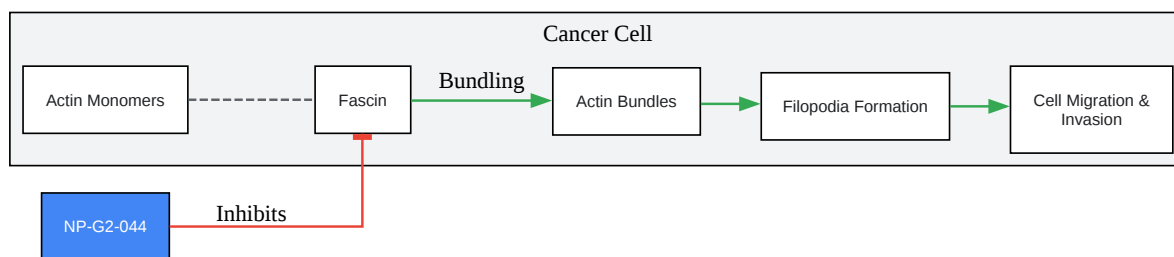 Cancer Cell
Actin Monomers
Fascin
Bundling
Actin Bundles
Filopodia Formation
Cell Migration &
Invasion
NP-G2-044
Inhibits